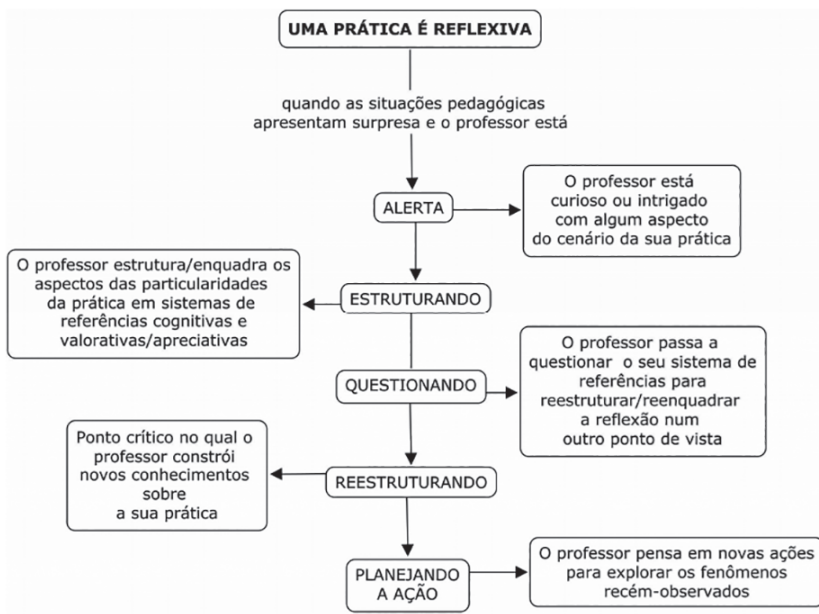 UMA PRÁTICA É REFLEXIVA
quando as situações pedagógicas
apresentam surpresa e o professor está
ALERTA
O professor está
curioso ou intrigado
com algum aspecto
do cenário da sua prática
O professor estrutura/enquadra os
aspectos das particularidades
da prática em sistemas de
referências cognitivas e
valorativas/apreciativas
ESTRUTURANDO
QUESTIONANDO
O professor passa a
questionar o seu sistema de
referências para
reestruturar/reenquadrar
a reflexão num
outro ponto de vista
Ponto crítico no qual o
professor constrói
novos conhecimentos
sobre
a sua prática
REESTRUTURANDO
PLANEJANDO
A AÇÃO
O professor pensa em novas ações
para explorar os fenômenos
recém-observados